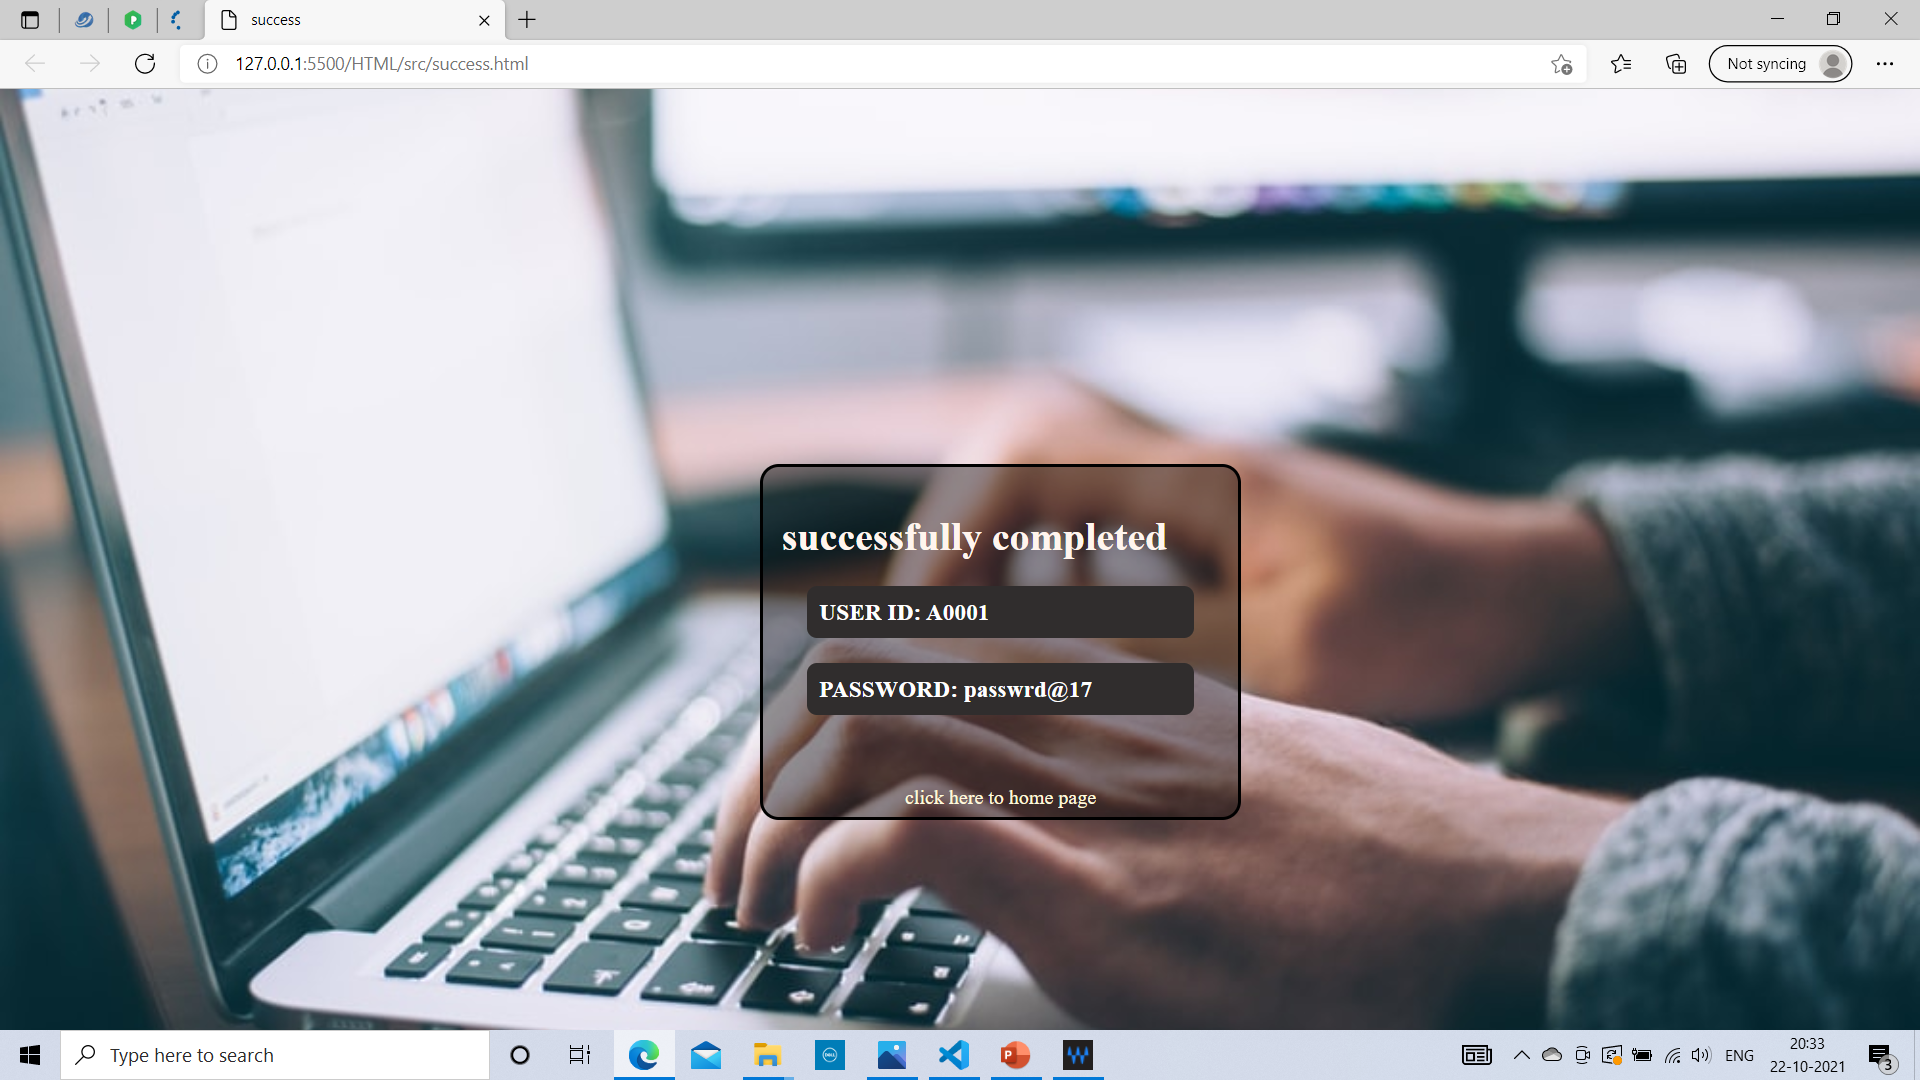 success
127.0.0.1:5500/HTML/src/success.html
Not syncing
successfully completed
USER ID: A0001
PASSWORD: passwrd@17
click here to home page
Type here to search
ENG
20:33
22-10-2021
3